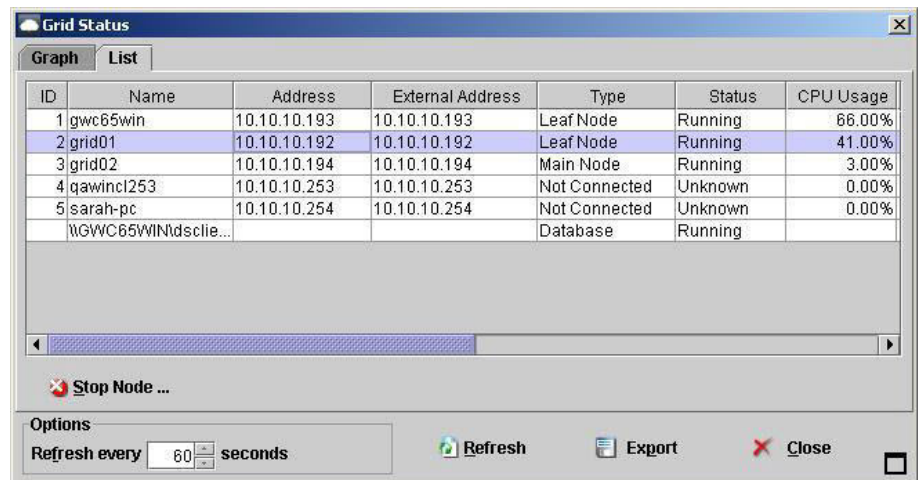 Grid Status
Graph List
ID Name Address External Address Type Status CPU Usage
1 gwc65win 10.10.10.193 10.10.10.193 Leaf Node Running 66.00%
2 grid01 10.10.10.192 10.10.10.192 Leaf Node Running 41.00%
3 grid02 10.10.10.194 10.10.10.194 Main Node Running 3.00%
4 qawincl253 10.10.10.253 10.10.10.253 Not Connected Unknown 0.00%
5 sarah-pc 10.10.10.254 10.10.10.254 Not Connected Unknown 0.00%
\\GWC65WIN\dsclie... Database Running
Stop Node ...
Options
Refresh every 60 seconds Refresh Export Close